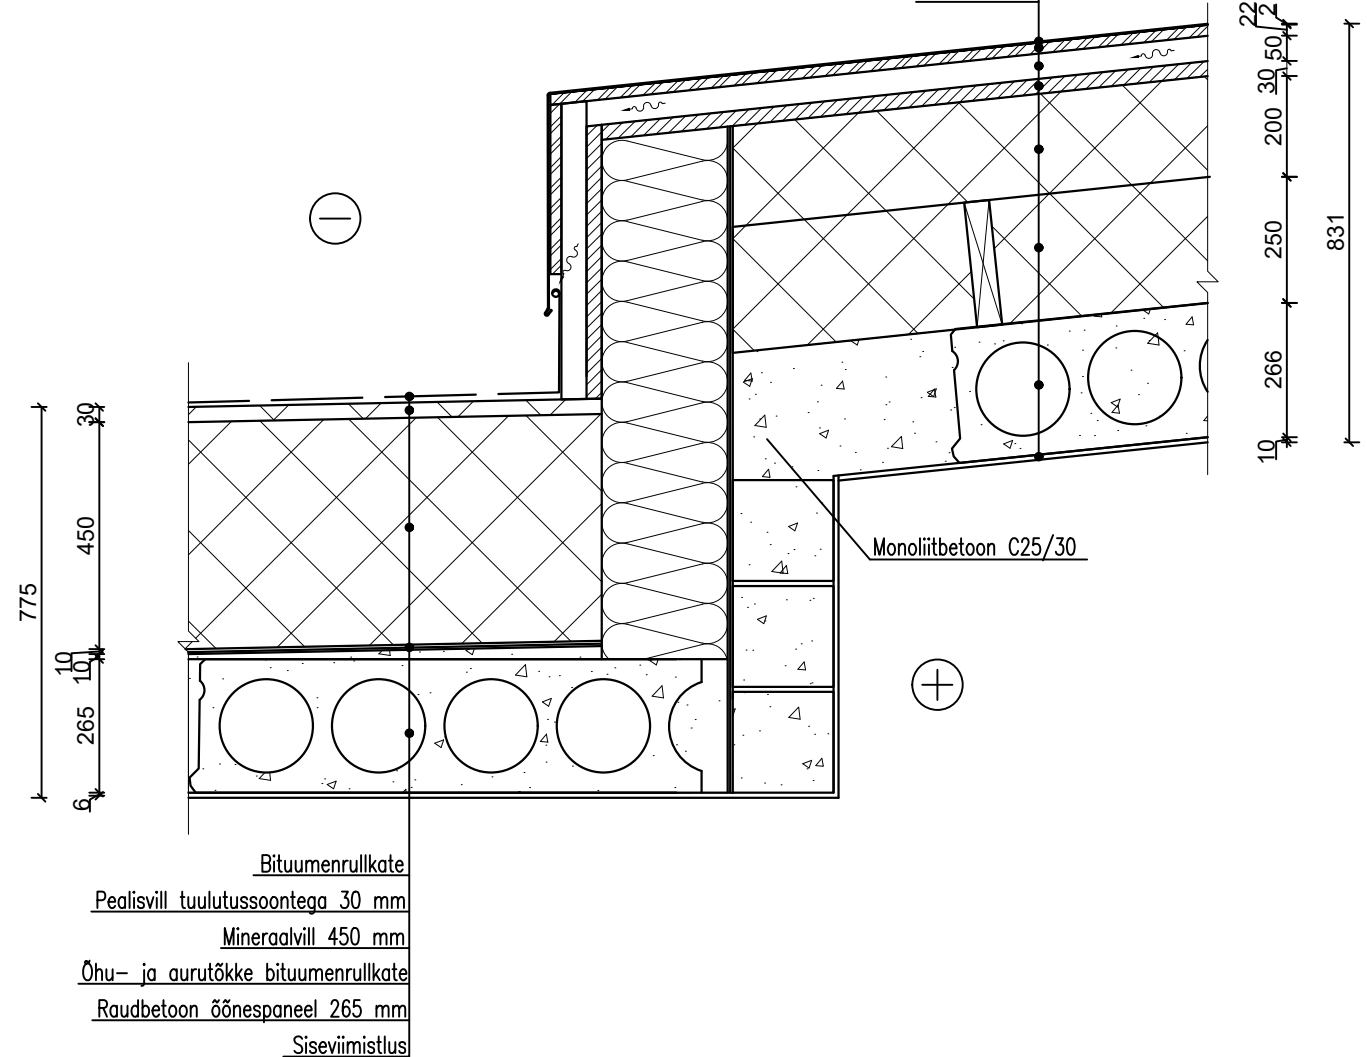 22
2
50
30
200
250
266
10
831
30
450
10
10
265
6
775
Monoliitbetoon C25/30
Bituumenrullkate
Pealisvill tuulutussoontega 30 mm
Mineraalvill 450 mm
Õhu- ja aurutõkke bituumenrullkate
Raudbetoon õõnespaneel 265 mm
Siseviimistlus